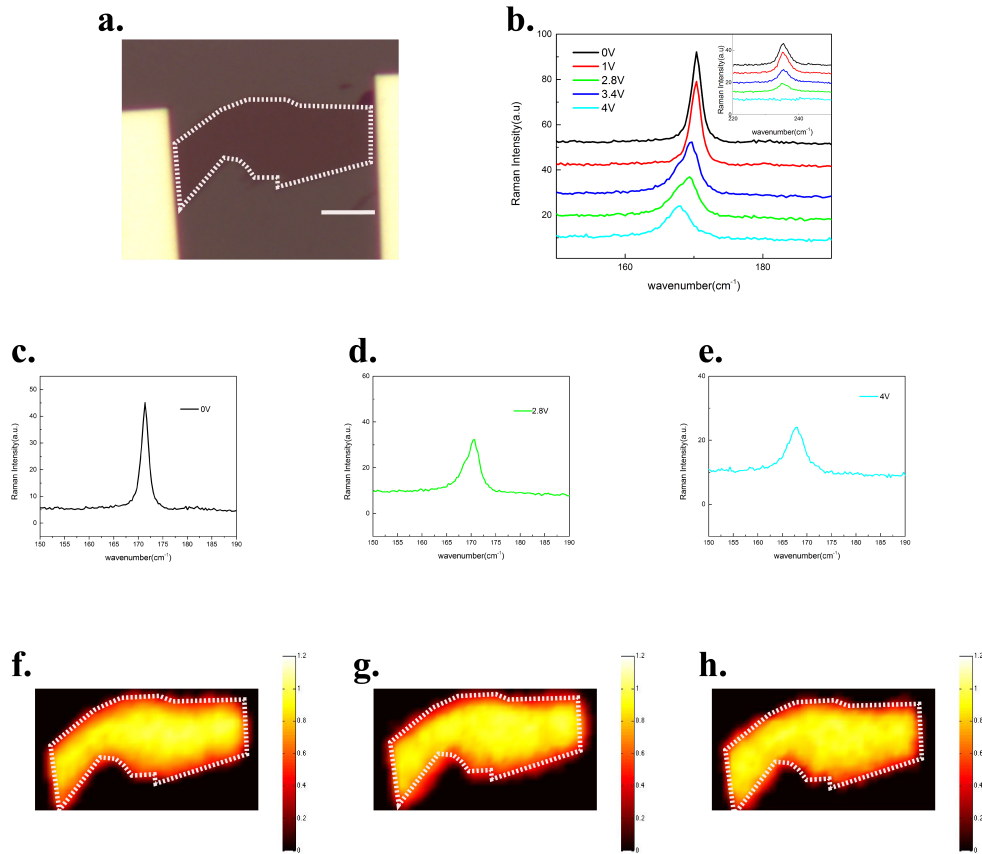 a.
b.
100
80
60
40
20
Raman Intensity(a.u)
160
180
wavenumber(cm⁻¹)
0V
1V
2.8V
3.4V
4V
Raman Intensity(a.u)
40
20
0
220
240
wavenumber(cm⁻¹)
c.
d.
e.
50
40
30
20
10
0
Raman Intensity(a.u.)
0V
150 155 160 165 170 175 180 185 190
wavenumber(cm⁻¹)
60
40
20
0
Raman Intensity(a.u.)
2.8V
150 155 160 165 170 175 180 185 190
wavenumber(cm⁻¹)
40
20
0
Raman Intensity(a.u.)
4V
150 155 160 165 170 175 180 185 190
wavenumber(cm⁻¹)
f.
g.
h.
1.2
1
0.8
0.6
0.4
0.2
0
1.2
1
0.8
0.6
0.4
0.2
0
1.2
1
0.8
0.6
0.4
0.2
0